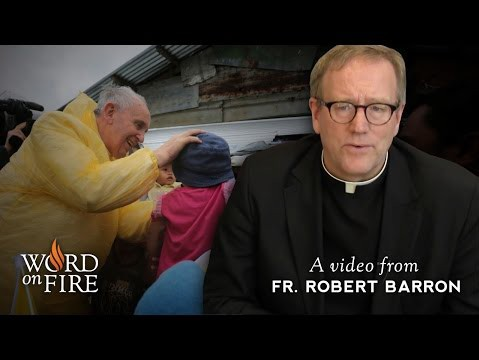 WORD
on FIRE
A video from
FR. ROBERT BARRON